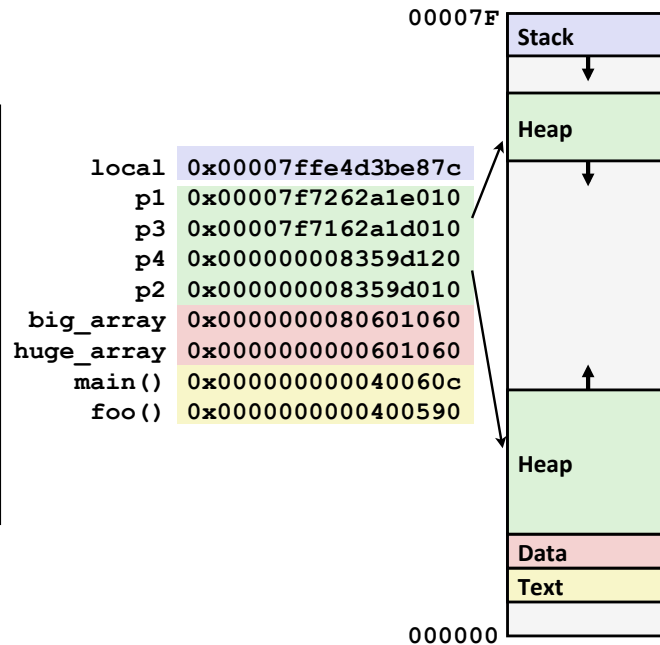 00007F
Stack
Heap
local 0x00007ffe4d3be87c
p1 0x00007f7262a1e010
p3 0x00007f7162a1d010
p4 0x000000008359d120
p2 0x000000008359d010
big_array 0x0000000080601060
huge_array 0x0000000000601060
main() 0x000000000040060c
foo() 0x0000000000400590
Heap
Data
Text
000000